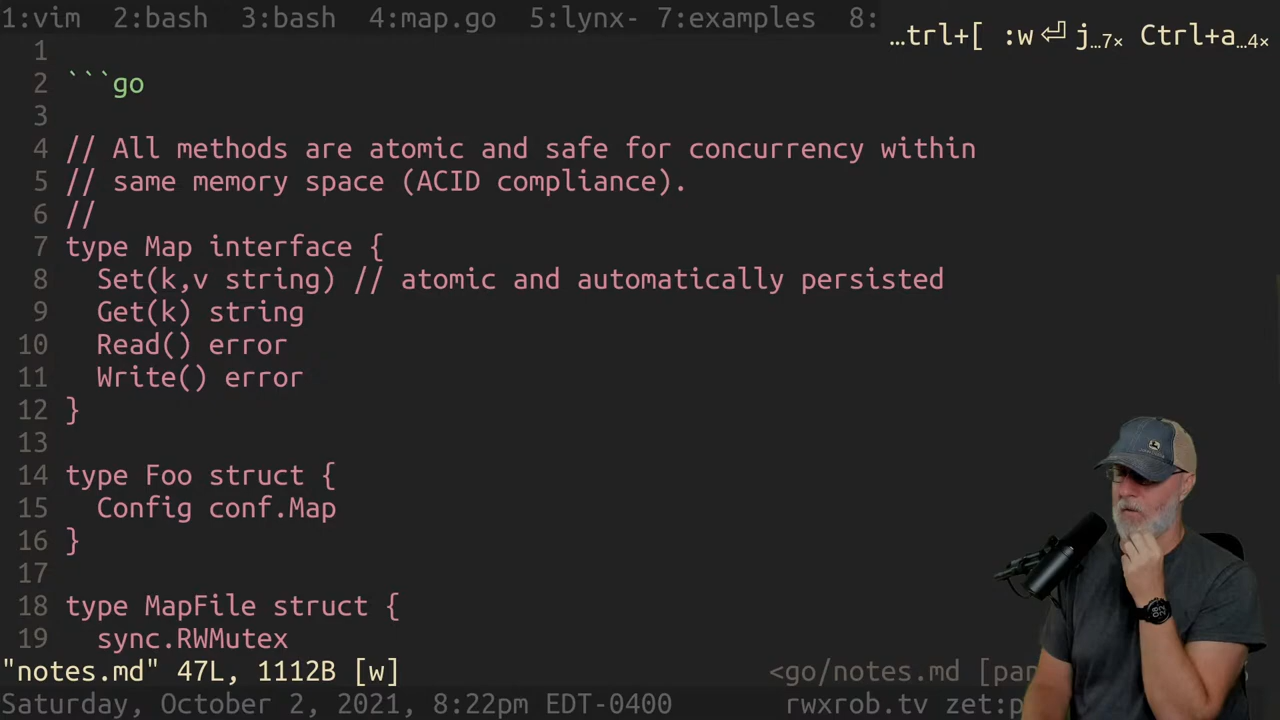 1:vim 2:bash 3:bash 4:map.go 5:lynx- 7:examples 8:
…trl+[ :w⏎ j…7× Ctrl+a…4×
1
2 ```go
3
4 // All methods are atomic and safe for concurrency within
5 // same memory space (ACID compliance).
6 //
7 type Map interface {
8 Set(k,v string) // atomic and automatically persisted
9 Get(k) string
10 Read() error
11 Write() error
12 }
13
14 type Foo struct {
15 Config conf.Map
16 }
17
18 type MapFile struct {
19 sync.RWMutex
"notes.md" 47L, 1112B [w] <go/notes.md [pan
Saturday, October 2, 2021, 8:22pm EDT-0400 rwxrob.tv zet:p